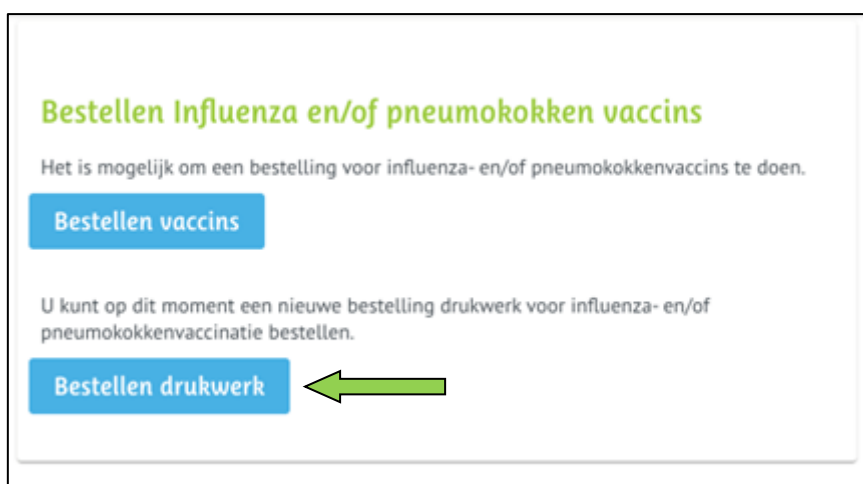 Bestellen Influenza en/of pneumokokken vaccins
Het is mogelijk om een bestelling voor influenza- en/of pneumokokkenvaccins te doen.
Bestellen vaccins
U kunt op dit moment een nieuwe bestelling drukwerk voor influenza- en/of
pneumokokkenvaccinatie bestellen.
Bestellen drukwerk